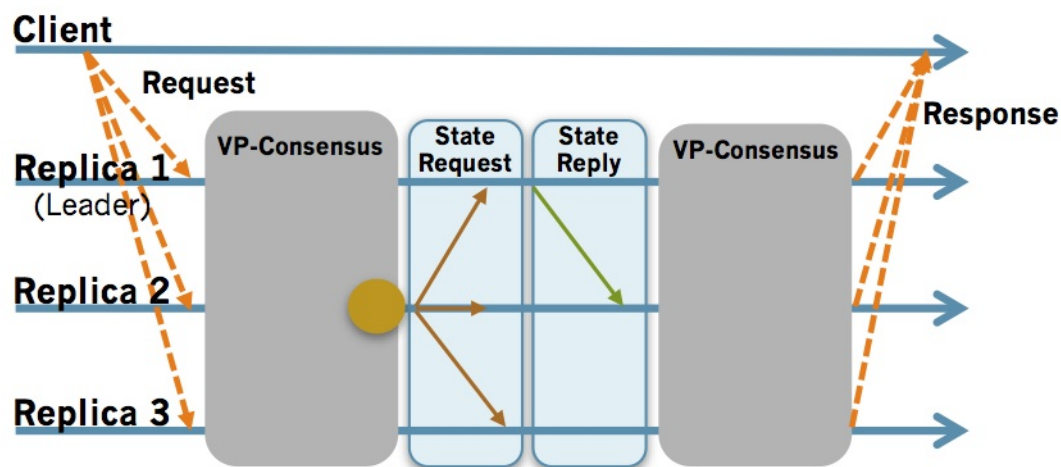 Client
Request
Response
VP-Consensus
State
Request
State
Reply
VP-Consensus
Replica 1
(Leader)
Replica 2
Replica 3